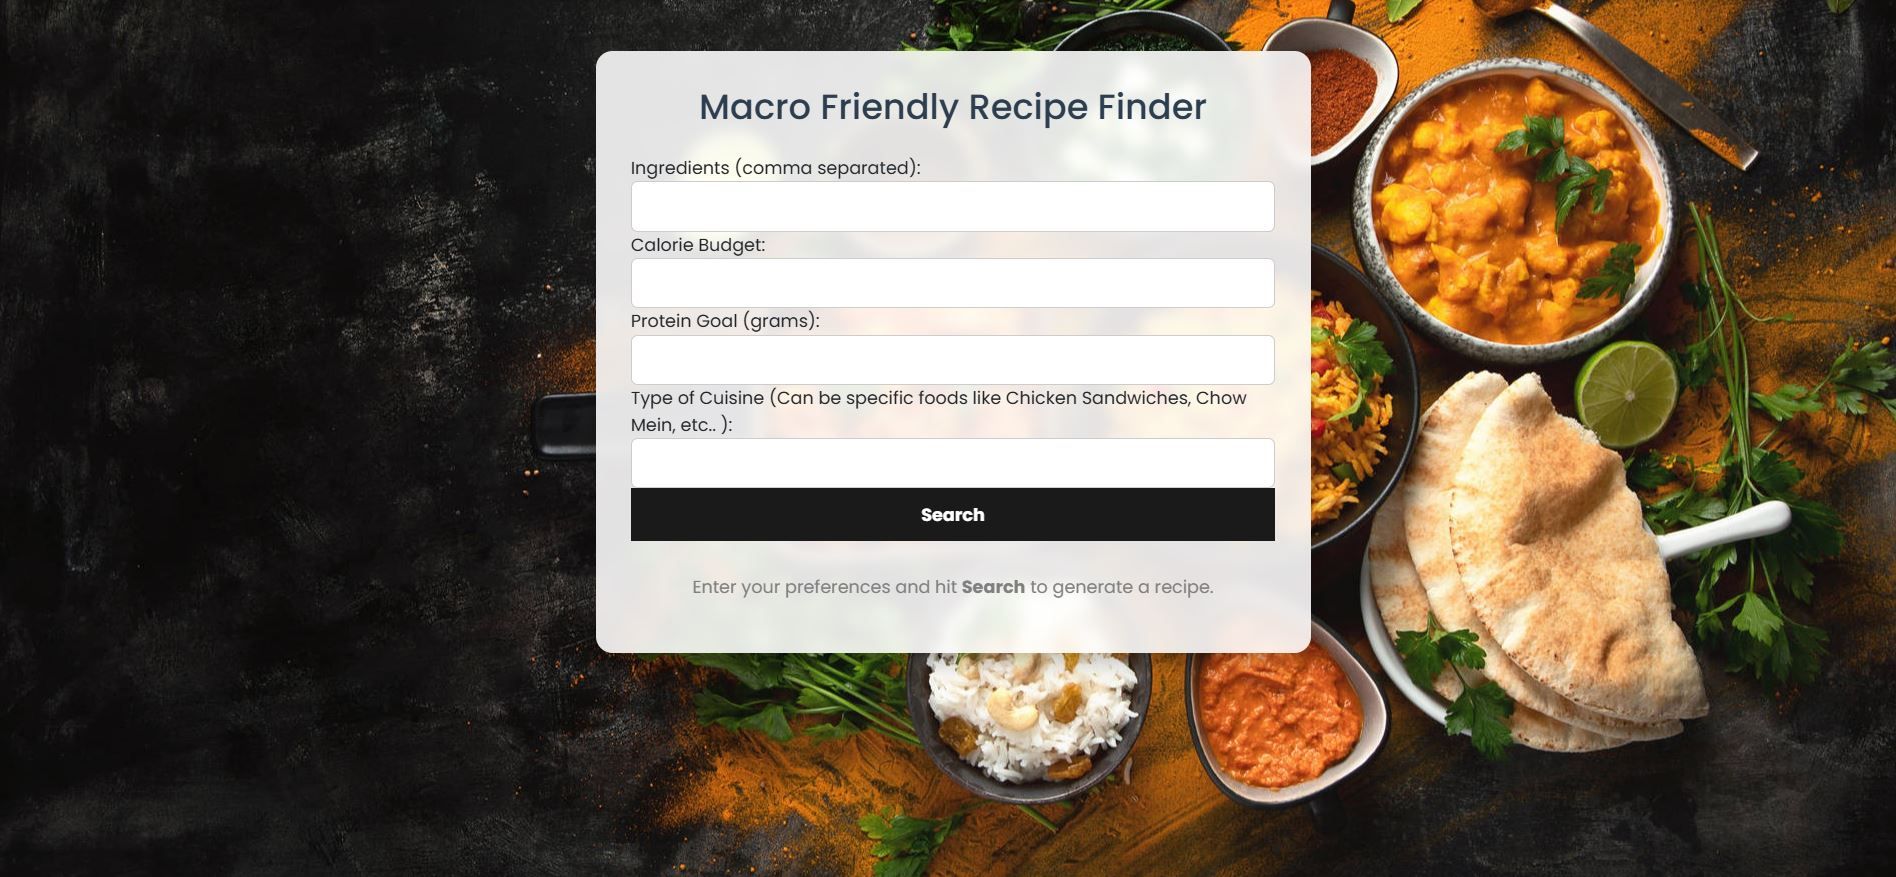 Macro Friendly Recipe Finder
Ingredients (comma separated):
Calorie Budget:
Protein Goal (grams):
Type of Cuisine (Can be specific foods like Chicken Sandwiches, Chow
Mein, etc.. ):
Search
Enter your preferences and hit Search to generate a recipe.